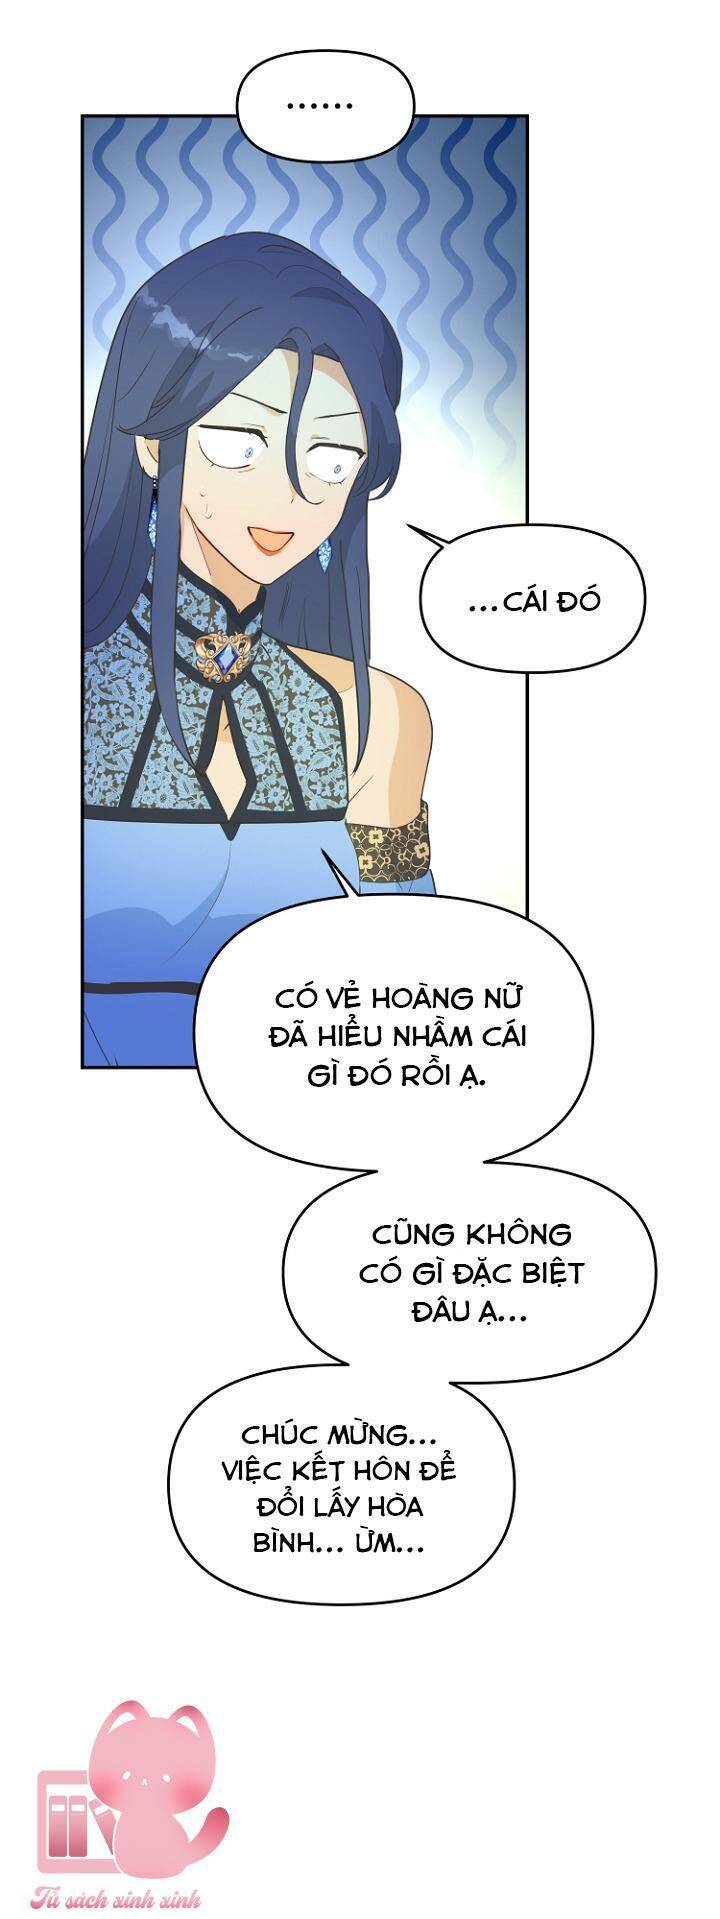 ......
...CÁI ĐÓ
CÓ VẺ HOÀNG NỮ
ĐÃ HIỂU NHẦM CÁI
GÌ ĐÓ RỒI Ạ.
CŨNG KHÔNG
CÓ GÌ ĐẶC BIỆT
ĐÂU Ạ...
CHÚC MỪNG...
VIỆC KẾT HÔN ĐỂ
ĐỔI LẤY HÒA
BÌNH... ỪM...
Tủ sách xinh xinh